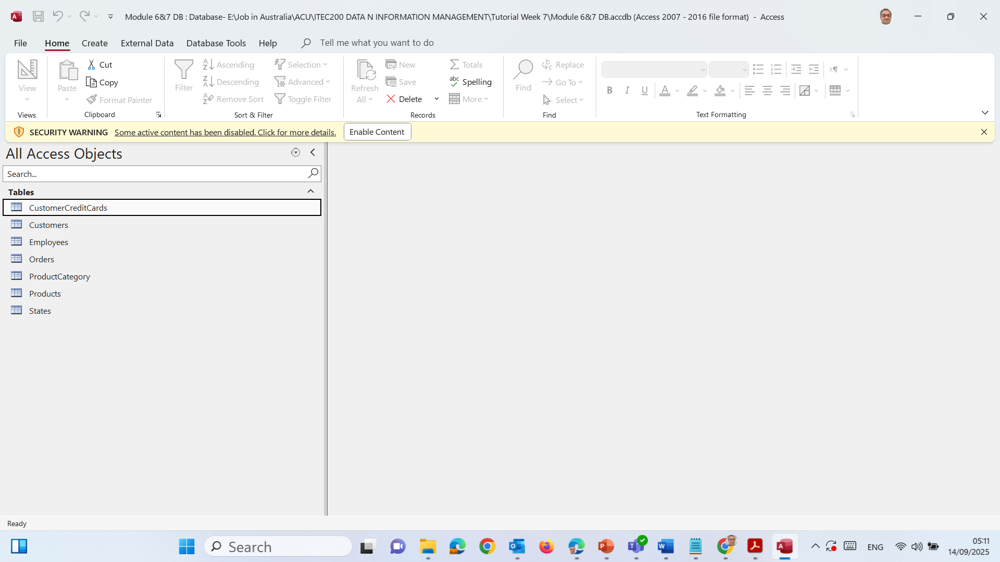 Module 6&7 DB : Database- E:\Job in Australia\ACU\ITEC200 DATA N INFORMATION MANAGEMENT\Tutorial Week 7\Module 6&7 DB.accdb (Access 2007 - 2016 file format) - Access
File Home Create External Data Database Tools Help Tell me what you want to do
View
Views
Paste
Cut
Copy
Format Painter
Clipboard
Filter
Ascending
Descending
Remove Sort
Selection
Advanced
Toggle Filter
Sort & Filter
Refresh
All
New
Save
Delete
Totals
Spelling
More
Records
Find
Replace
Go To
Select
Find
B I U A
Text Formatting
SECURITY WARNING Some active content has been disabled. Click for more details. Enable Content
All Access Objects
Search...
Tables
CustomerCreditCards
Customers
Employees
Orders
ProductCategory
Products
States
Ready
Search
ENG
05:11
14/09/2025